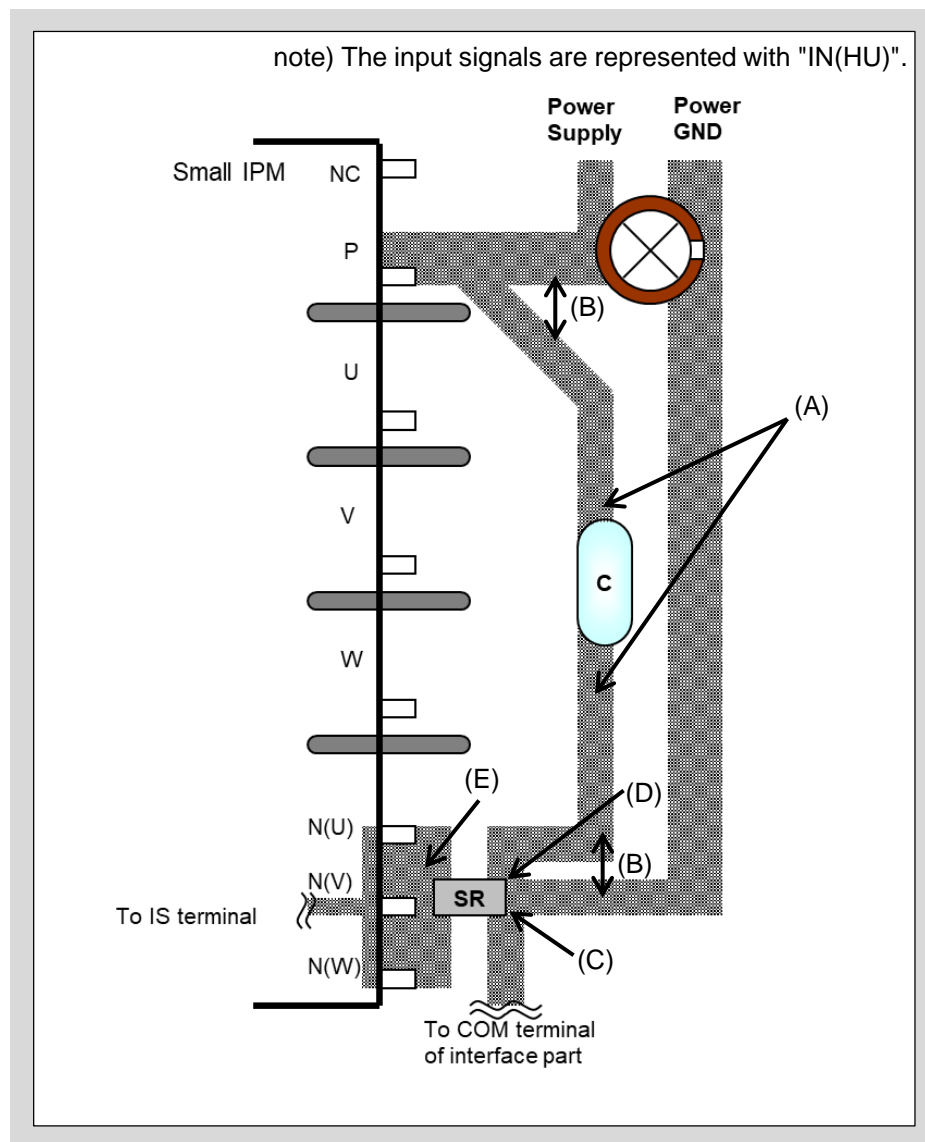 note) The input signals are represented with "IN(HU)".
Power
Supply
Power
GND
Small IPM
NC
P
(B)
U
(A)
V
C
W
(E)
(D)
N(U)
(B)
N(V)
SR
To IS terminal
(C)
N(W)
To COM terminal
of interface part